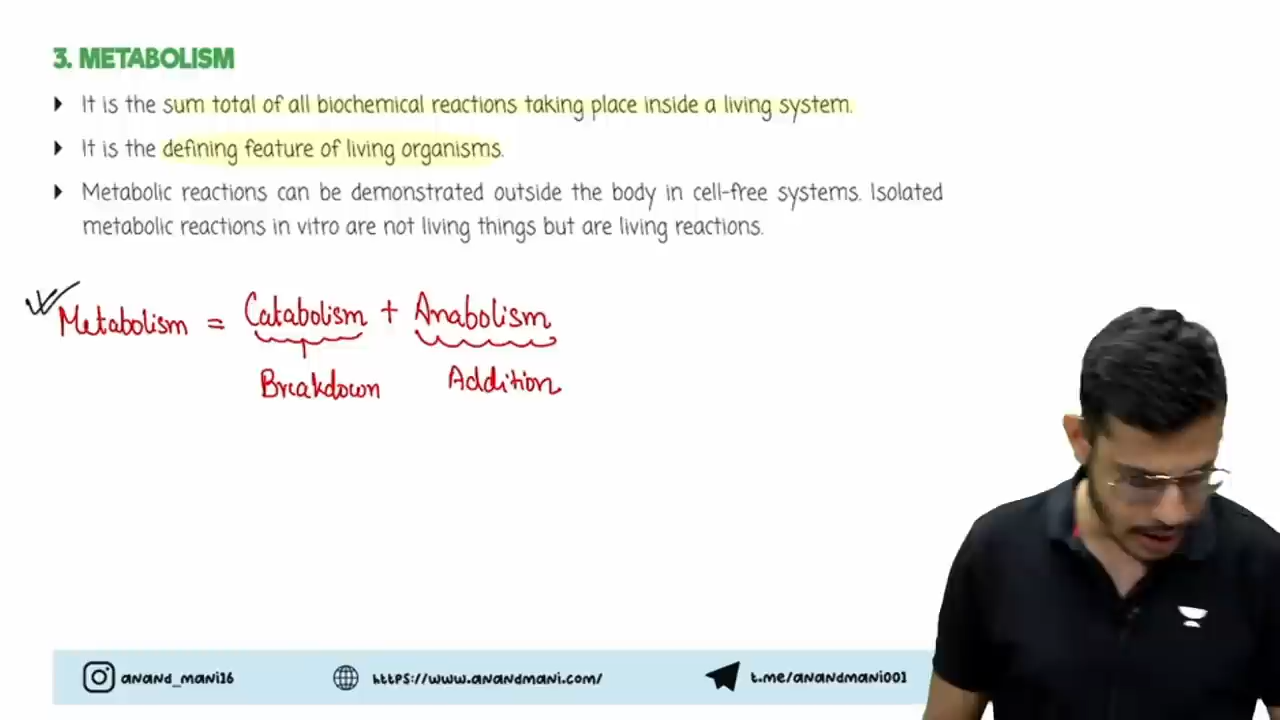 3. METABOLISM
It is the sum total of all biochemical reactions taking place inside a living system.
It is the defining feature of living organisms.
Metabolic reactions can be demonstrated outside the body in cell-free systems. Isolated
metabolic reactions in vitro are not living things but are living reactions.
Metabolism = Catabolism + Anabolism
Breakdown Addition
anand_mani16 https://www.anandmani.com/ t.me/anandmani001